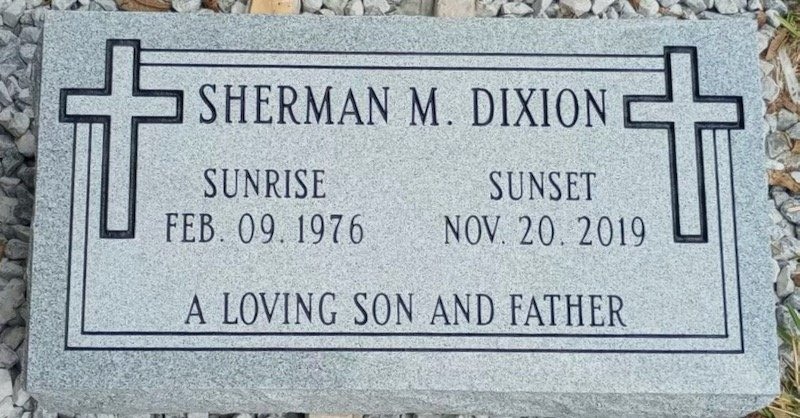 SHERMAN M. DIXION
SUNRISE SUNSET
FEB. 09. 1976 NOV. 20. 2019
A LOVING SON AND FATHER